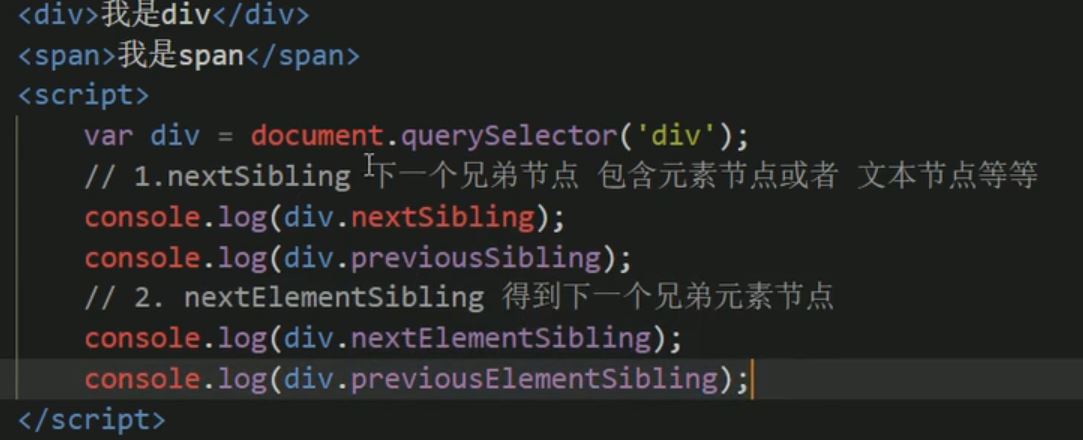 <div>我是div</div>
<span>我是span</span>
<script>
    var div = document.querySelector('div');
    // 1.nextSibling 下一个兄弟节点 包含元素节点或者 文本节点等等
    console.log(div.nextSibling);
    console.log(div.previousSibling);
    // 2. nextElementSibling 得到下一个兄弟元素节点
    console.log(div.nextElementSibling);
    console.log(div.previousElementSibling);
</script>